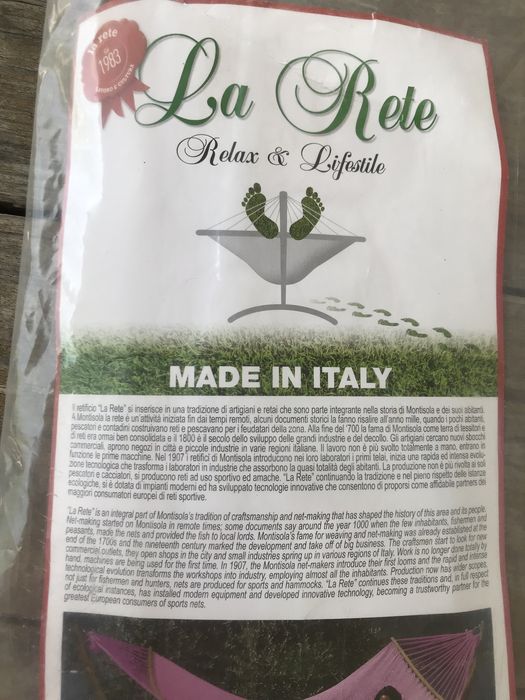 La rete
dal
1983
LAVORO E CULTURA
La Rete
Relax & Lifestile
MADE IN ITALY
Il retificio "La Rete" si inserisce in una tradizione di artigiani e retai che sono parte integrante nella storia di Montisola e dei suoi abitanti.
A Montisola la rete è un'attività iniziata fin dai tempi remoti, alcuni documenti storici la fanno risalire all'anno mille, quando i pochi abitanti,
pescatori e contadini costruivano reti e pescavano per i feudatari della zona. Alla fine del '700 la fama di Montisola come terra di tessitori e
di reti era ormai ben consolidata e il 1800 è il secolo dello sviluppo delle grandi industrie e del decollo. Gli artigiani cercano nuovi sbocchi
commerciali, aprono negozi in città e piccole industrie in varie regioni italiane. Il lavoro non è più svolto totalmente a mano, entrano in
funzione le prime macchine. Nel 1907 i retifici di Montisola introducono nei loro laboratori i primi telai, inizia una rapida ed intensa evolu-
zione tecnologica che trasforma i laboratori in industrie che assorbono la quasi totalità degli abitanti. La produzione non è più rivolta ai soli
pescatori e cacciatori, si producono reti ad uso sportivo ed amache. "La Rete" continuando la tradizione e nel pieno rispetto delle istanze
ecologiche, si è dotata di impianti moderni ed ha sviluppato tecnologie innovative che consentono di proporsi come affidabile partners dei
maggiori consumatori europei di reti sportive.
"La Rete" is an integral part of Montisola's tradition of craftsmanship and net-making that has shaped the history of this area and its people.
Net-making started on Moniisola in remote times; some documents say around the year 1000 when the few inhabitants, fishermen and
peasants, made the nets and provided the fish to local lords. Montisola's fame for weaving and net-making was already established at the
end of the 1700s and the nineteenth century marked the development and take off of big business. The craftsmen start to look for new
commercial outlets, they open shops in the city and small industries spring up in various regions of Italy. Work is no longer done totally by
hand, machines are being used for the first time. In 1907, the Montisola net-makers introduce their first looms and the rapid and intense
technological evolution transforms the workshops into industry, employing almost all the inhabitants. Production now has wider scopes,
not just for fishermen and hunters, nets are produced for sports and hammocks. "La Rete" continues these traditions and, in full respect
of ecological instances, has installed modern equipment and developed innovative technology, becoming a trustworthy partner for the
greatest European consumers of sports nets.